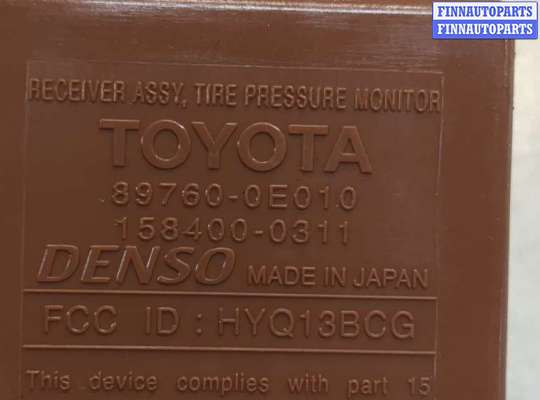 FINNAUTOPARTS
FINNAUTOPARTS
RECEIVER ASSY, TIRE PRESSURE MONITOR
TOYOTA
89760-0E010
158400-0311
DENSO MADE IN JAPAN
FCC ID : HYQ13BCG
This device complies with part 15